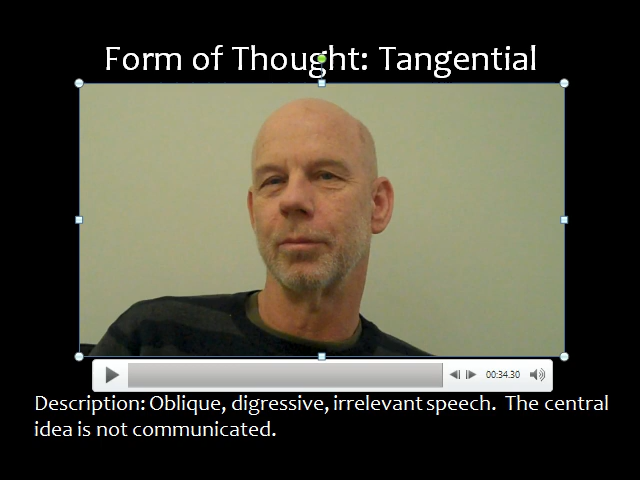 Form of Thought: Tangential
00:34.30
Description: Oblique, digressive, irrelevant speech. The central
idea is not communicated.